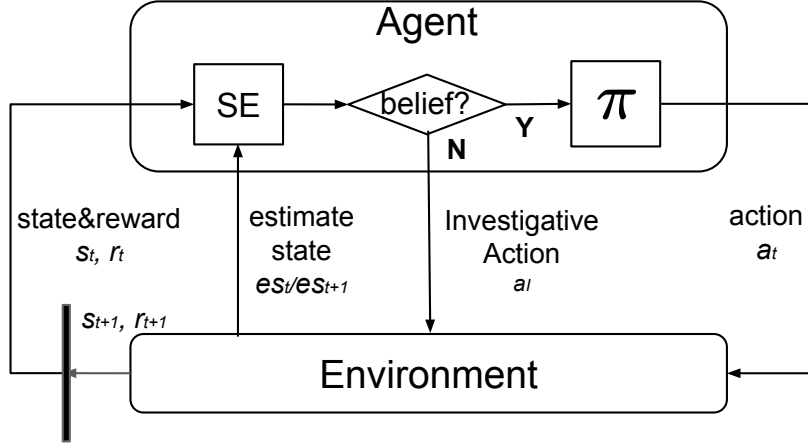 Agent
SE
belief?
Y
π
N
state&reward
sₜ, rₜ
estimate
state
esₜ/esₜ₊₁
Investigative
Action
a_I
action
aₜ
sₜ₊₁, rₜ₊₁
Environment